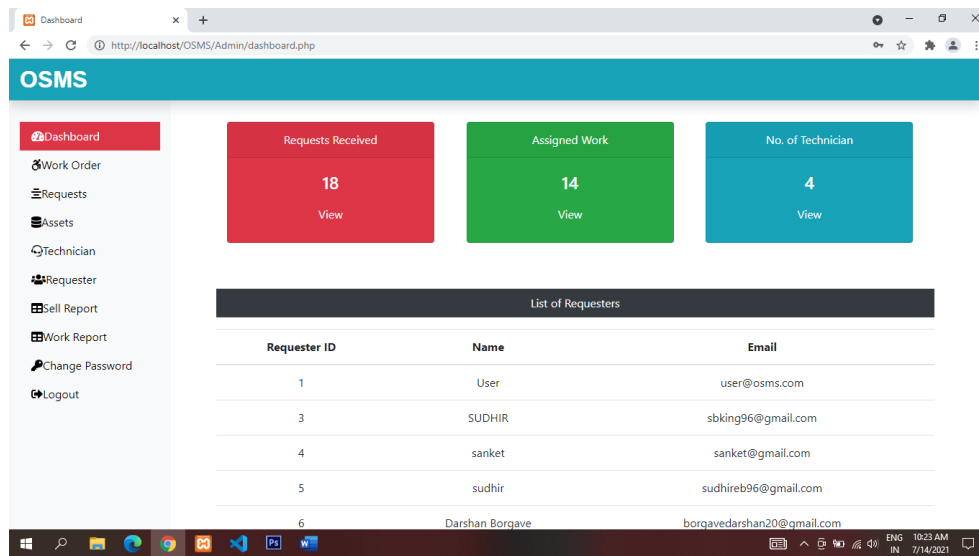 Dashboard
http://localhost/OSMS/Admin/dashboard.php
OSMS
Dashboard
Work Order
Requests
Assets
Technician
Requester
Sell Report
Work Report
Change Password
Logout
Requests Received
18
View
Assigned Work
14
View
No. of Technician
4
View
List of Requesters
Requester ID Name Email
1 User user@osms.com
3 SUDHIR sbking96@gmail.com
4 sanket sanket@gmail.com
5 sudhir sudhireb96@gmail.com
6 Darshan Borgave borgavedarshan20@gmail.com
Ps
W
ENG
IN
10:23 AM
7/14/2021